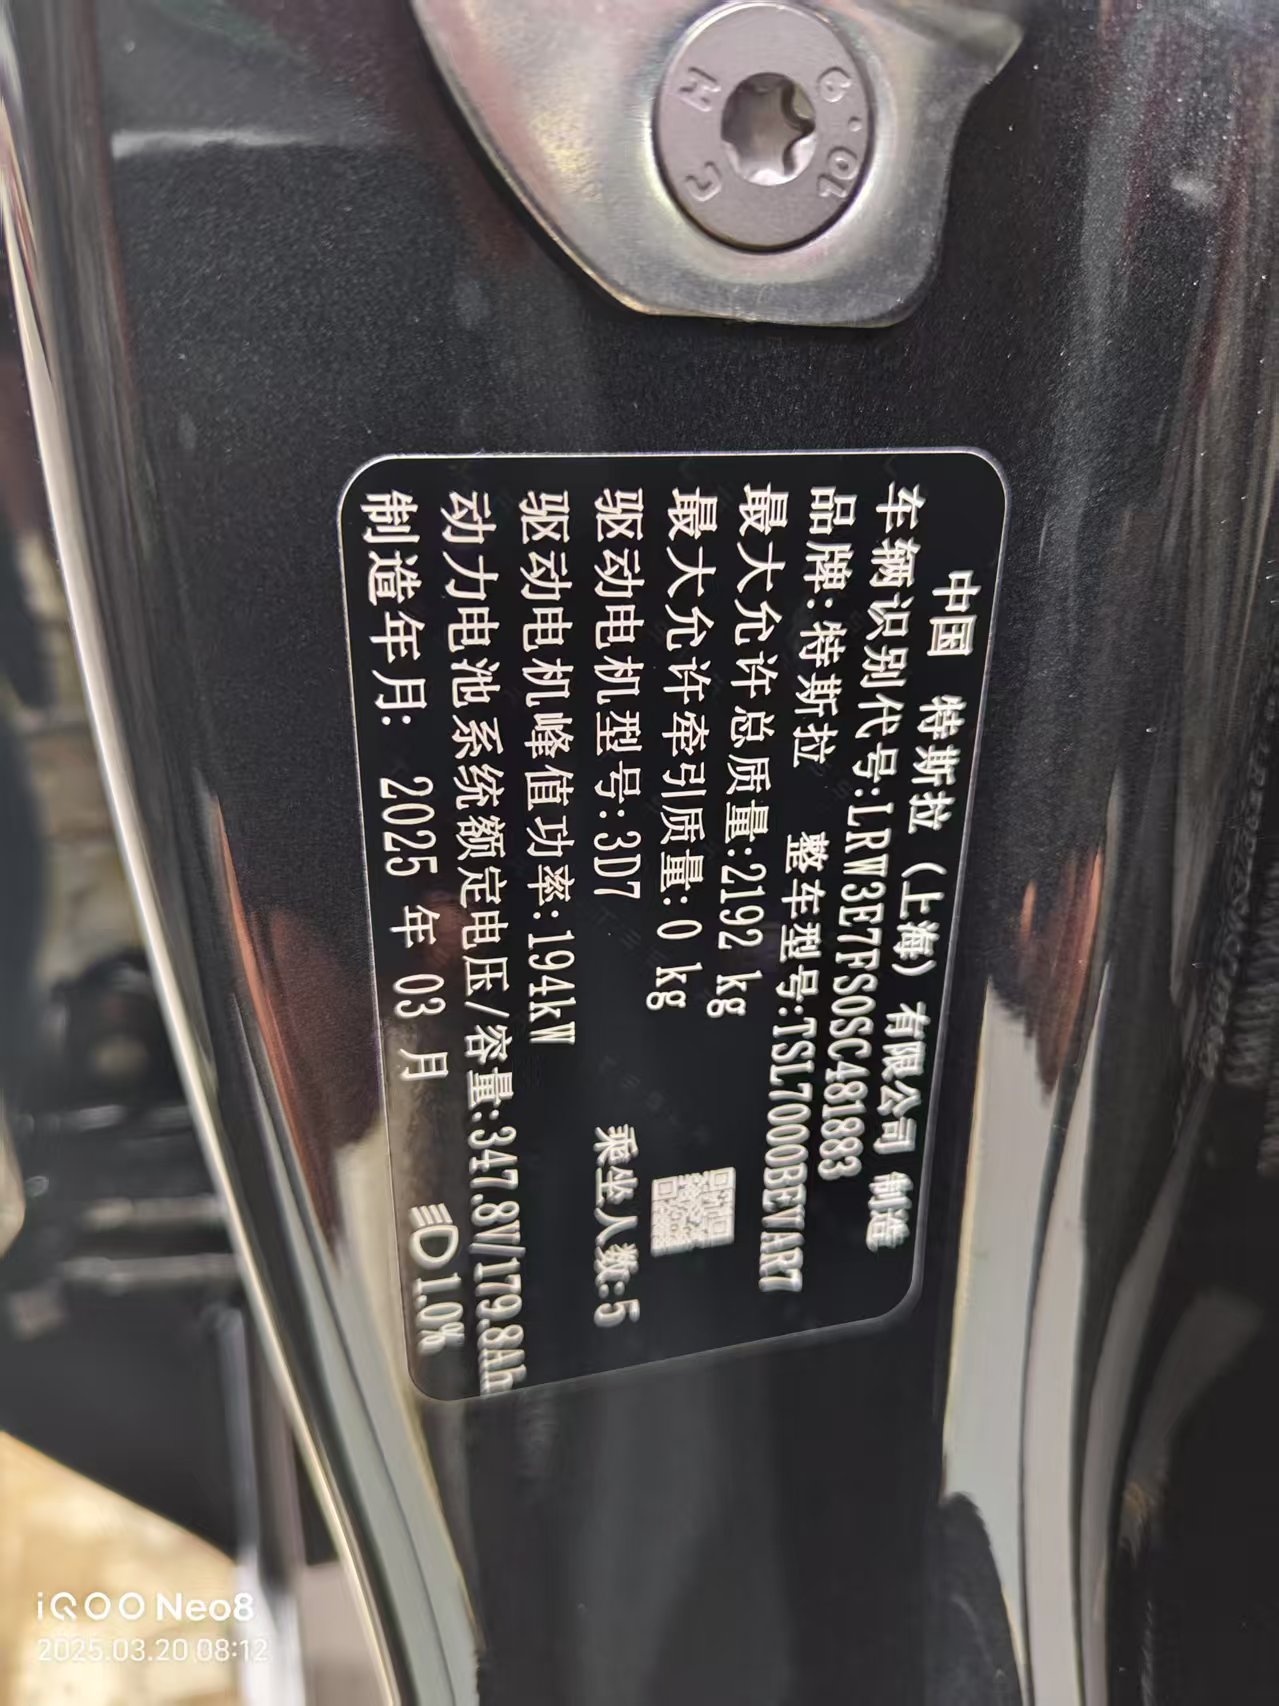 中国 特斯拉（上海）有限公司 制造
车辆识别代号:LRW3E7FS0SC481883
品牌:特斯拉 整车型号:TSL7000BEVAR7
最大允许总质量:2192 kg
最大允许牵引质量:0 kg
驱动电机型号:3D7 乘坐人数:5
驱动电机峰值功率:194kW
动力电池系统额定电压/容量:347.8V/179.8Ah
制造年月: 2025 年 03 月 1.0%
iQOO Neo8
2025.03.20 08:12